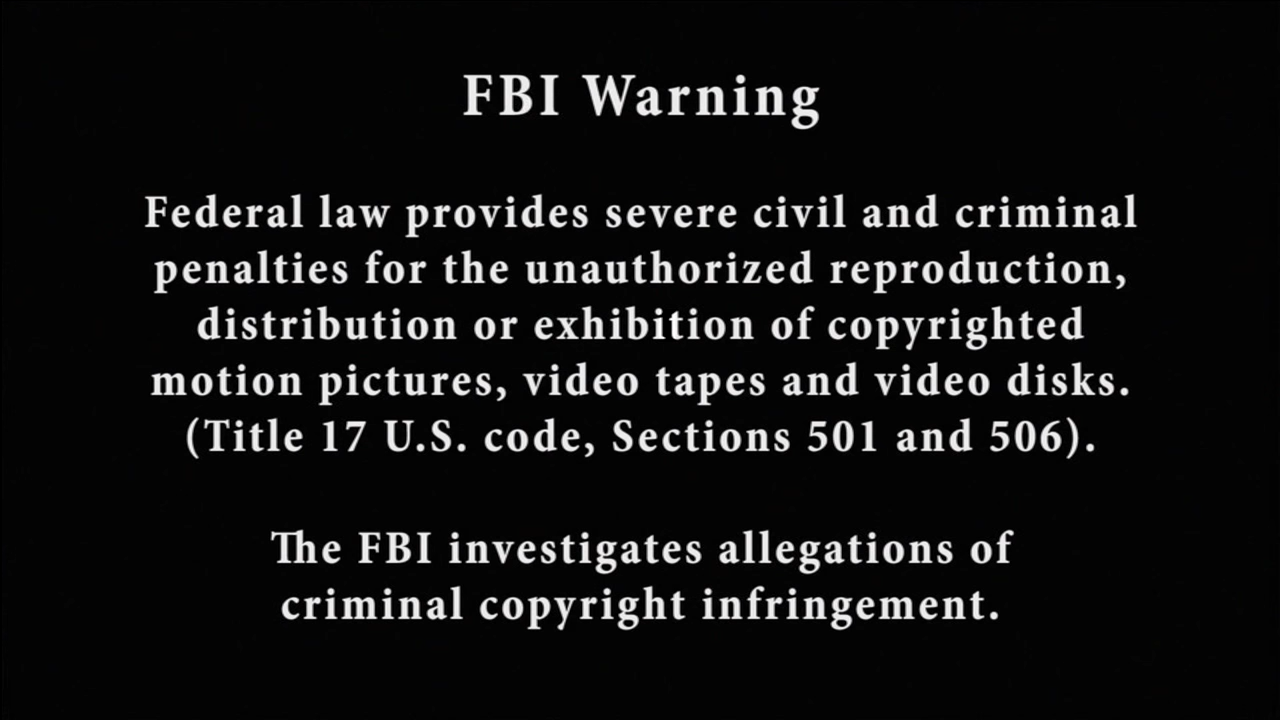 FBI Warning
Federal law provides severe civil and criminal
penalties for the unauthorized reproduction,
distribution or exhibition of copyrighted
motion pictures, video tapes and video disks.
(Title 17 U.S. code, Sections 501 and 506).
The FBI investigates allegations of
criminal copyright infringement.